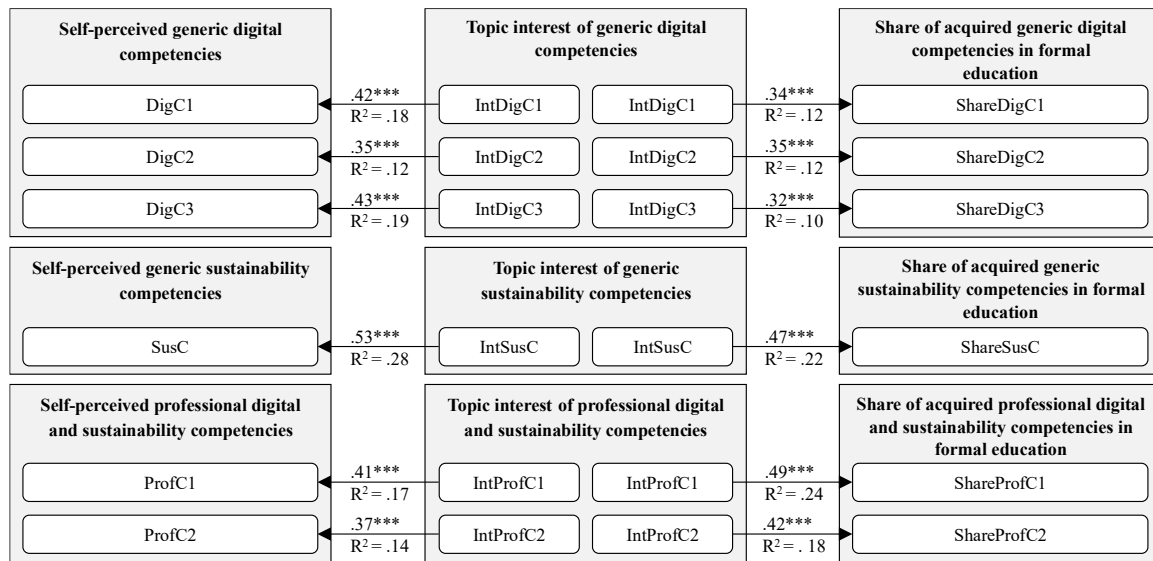 Self-perceived generic digital
competencies
Topic interest of generic digital
competencies
Share of acquired generic digital
competencies in formal
education
DigC1
.42***
R² = .18
IntDigC1
IntDigC1
.34***
R² = .12
ShareDigC1
DigC2
.35***
R² = .12
IntDigC2
IntDigC2
.35***
R² = .12
ShareDigC2
DigC3
.43***
R² = .19
IntDigC3
IntDigC3
.32***
R² = .10
ShareDigC3
Self-perceived generic sustainability
competencies
Topic interest of generic
sustainability competencies
Share of acquired generic
sustainability competencies in formal
education
SusC
.53***
R² = .28
IntSusC
IntSusC
.47***
R² = .22
ShareSusC
Self-perceived professional digital
and sustainability competencies
Topic interest of professional digital
and sustainability competencies
Share of acquired professional digital
and sustainability competencies in
formal education
ProfC1
.41***
R² = .17
IntProfC1
IntProfC1
.49***
R² = .24
ShareProfC1
ProfC2
.37***
R² = .14
IntProfC2
IntProfC2
.42***
R² = . 18
ShareProfC2